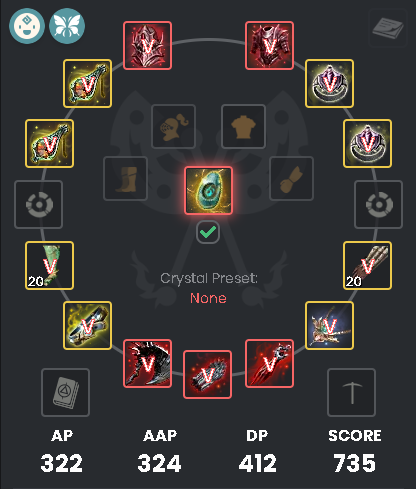 V V
V V
V V
20 V V 20
V V
V V V
Crystal Preset:
None
AP AAP DP SCORE
322 324 412 735